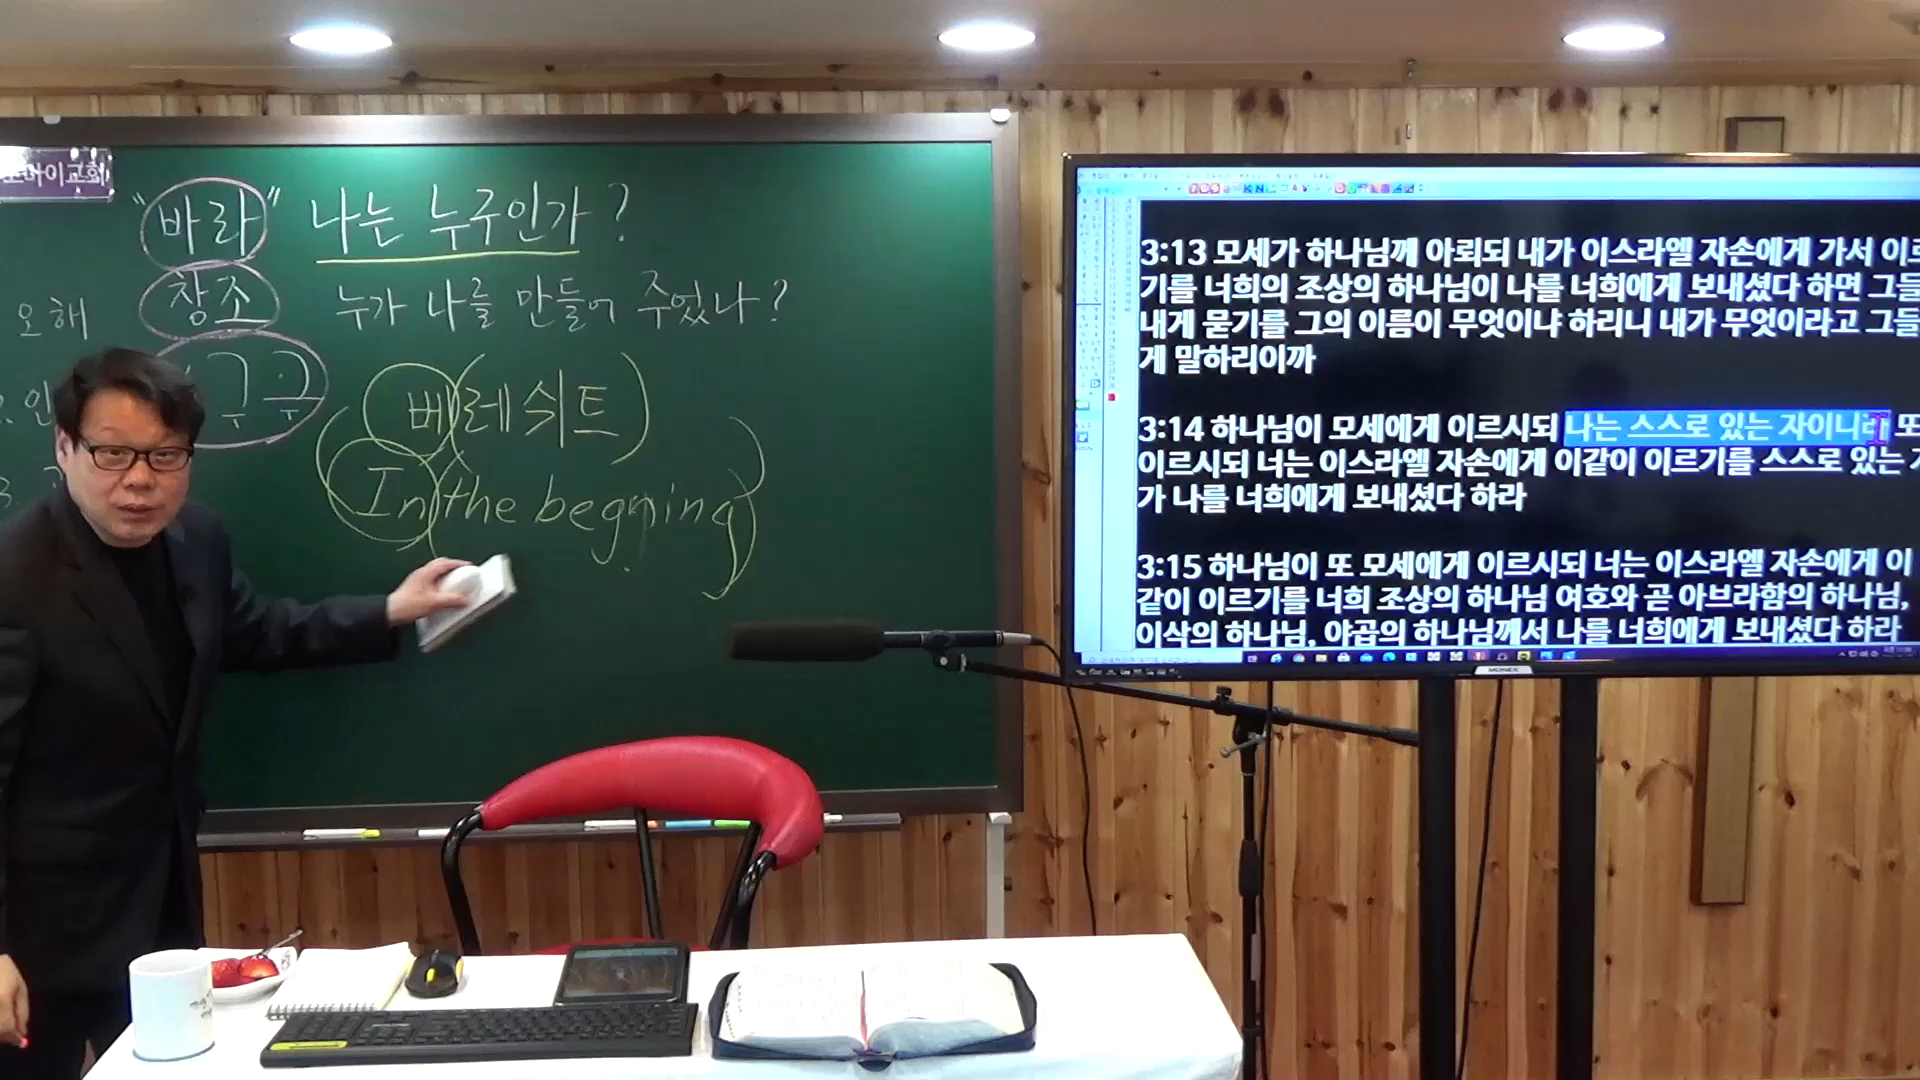 로마이교회
"바라" 나는 누구인가?
창조 누가 나를 만들어 주었나?
오해
구구
베레쉬트
In the begnining
3:13 모세가 하나님께 아뢰되 내가 이스라엘 자손에게 가서 이르
기를 너희의 조상의 하나님이 나를 너희에게 보내셨다 하면 그들
내게 묻기를 그의 이름이 무엇이냐 하리니 내가 무엇이라고 그들
게 말하리이까
3:14 하나님이 모세에게 이르시되 나는 스스로 있는 자이니라 또
이르시되 너는 이스라엘 자손에게 이같이 이르기를 스스로 있는
가 나를 너희에게 보내셨다 하라
3:15 하나님이 또 모세에게 이르시되 너는 이스라엘 자손에게 이
같이 이르기를 너희 조상의 하나님 여호와 곧 아브라함의 하나님,
이삭의 하나님, 야곱의 하나님께서 나를 너희에게 보내셨다 하라